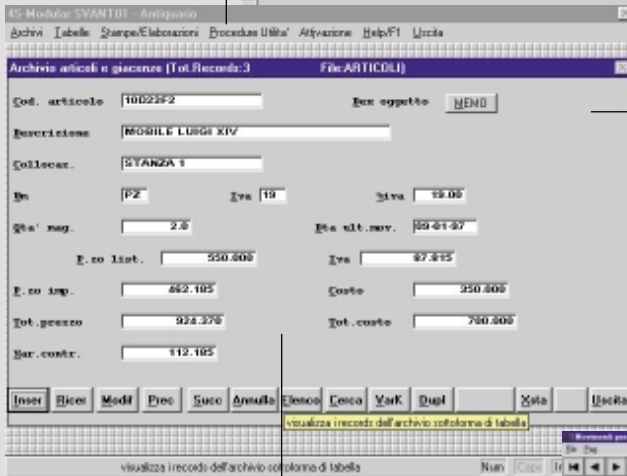 4S-Modular:SVANT01 - Antiquario
Archivi Tabelle Stampe/Elaborazioni Procedure Utilita' Attivazione Help/F1 Uscita
Archivio articoli e giacenze (Tot.Records:3 File:ARTICOLI)
Cod. articolo 10D23F2 Dex oggetto MEMO
Descrizione MOBILE LUIGI XIV
Collocaz. STANZA 1
Um PZ Iva 19 %iva 19.00
Qta' mag. 2.0 Dta ult.mov. 09-01-97
P.zo list. 550.000 Iva 87.815
P.zo imp. 462.185 Costo 350.000
Tot.prezzo 924.370 Tot.costo 700.000
Mar.contr. 112.185
Inser Ricer Modif Prec Succ Annulla Elenco Cerca VarK Dupl Xsta Uscita
visualizza i records dell'archivio sottoforma di tabella
visualizza i records dell'archivio sottoforma di tabella Num Caps